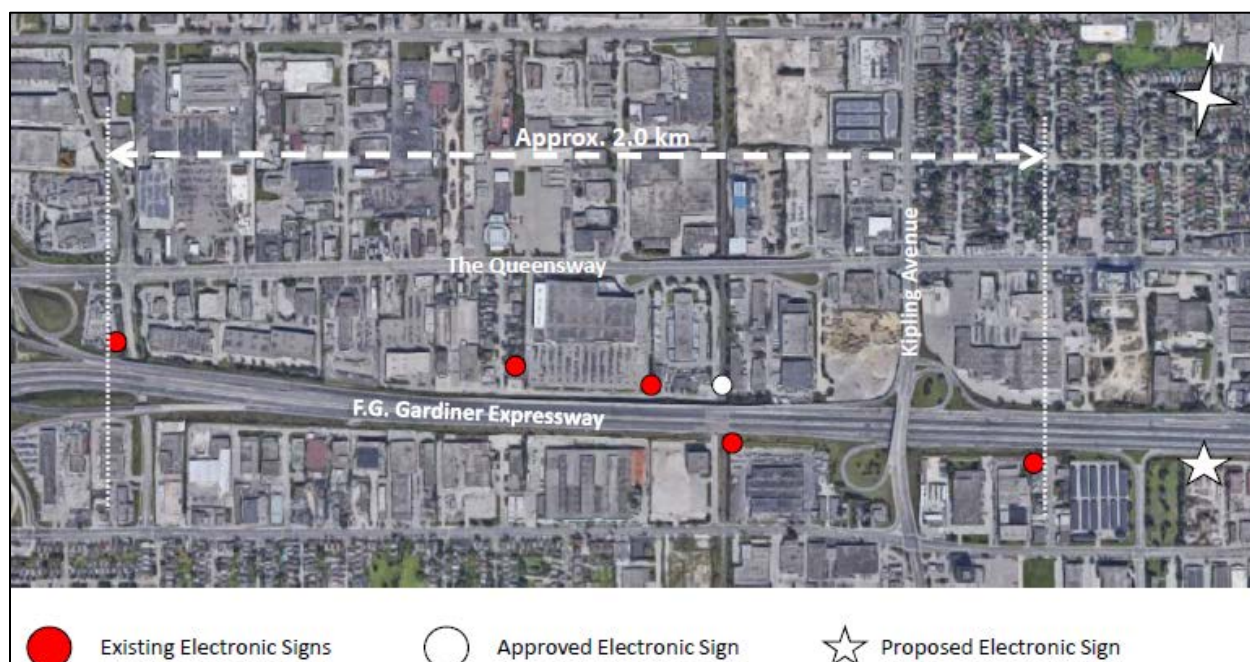 N
Approx. 2.0 km
The Queensway
Kipling Avenue
F.G. Gardiner Expressway
Existing Electronic Signs
Approved Electronic Sign
Proposed Electronic Sign